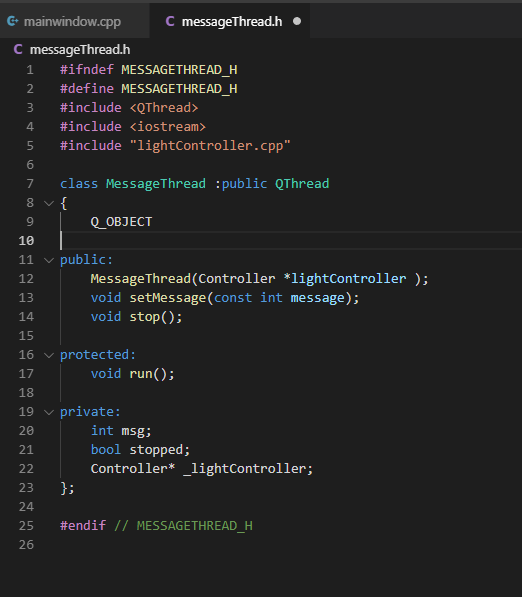 mainwindow.cpp
C messageThread.h ●
C messageThread.h
1 #ifndef MESSAGETHREAD_H
2 #define MESSAGETHREAD_H
3 #include <QThread>
4 #include <iostream>
5 #include "lightController.cpp"
6
7 class MessageThread :public QThread
8 {
9     Q_OBJECT
10
11 public:
12     MessageThread(Controller *lightController );
13     void setMessage(const int message);
14     void stop();
15
16 protected:
17     void run();
18
19 private:
20     int msg;
21     bool stopped;
22     Controller* _lightController;
23 };
24
25 #endif // MESSAGETHREAD_H
26